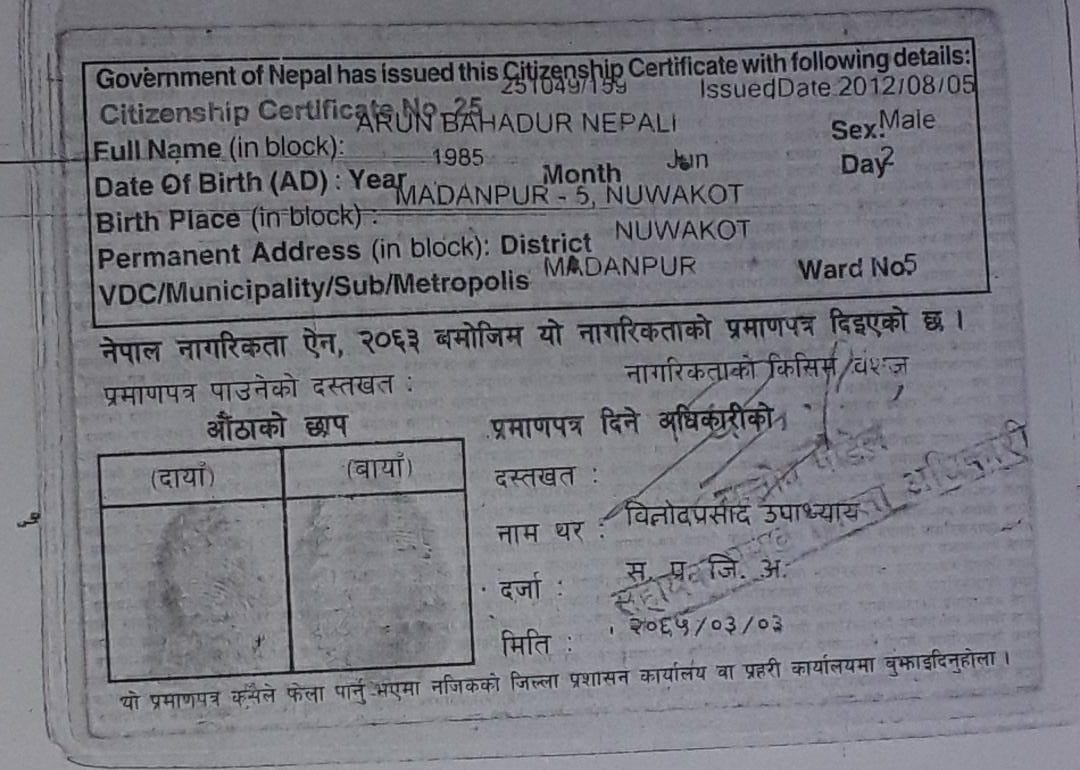 Government of Nepal has issued this Citizenship Certificate with following details:
251049/159 IssuedDate 2012/08/05
Citizenship Certificate No. 25
ARUN BAHADUR NEPALI Sex: Male
Full Name (in block):
Date Of Birth (AD) : Year 1985 Month Jun Day 2
MADANPUR - 5, NUWAKOT
Birth Place (in block) :
Permanent Address (in block): District NUWAKOT
VDC/Municipality/Sub/Metropolis MADANPUR Ward No 5
नेपाल नागरिकता ऐन, २०६३ बमोजिम यो नागरिकताको प्रमाणपत्र दिइएको छ ।
प्रमाणपत्र पाउनेको दस्तखत : नागरिकताको किसिम वंशज
औंठाको छाप
(दायाँ) (बायाँ)
प्रमाणपत्र दिने अधिकारीको
दस्तखत :
नाम थर : विनोदप्रसाद उपाध्याय
दर्जा : स. प्र. जि. अ.
मिति : २०६५/०३/०३
यो प्रमाणपत्र कसैले फेला पार्नु भएमा नजिकको जिल्ला प्रशासन कार्यालय वा प्रहरी कार्यालयमा बुझाइदिनुहोला ।